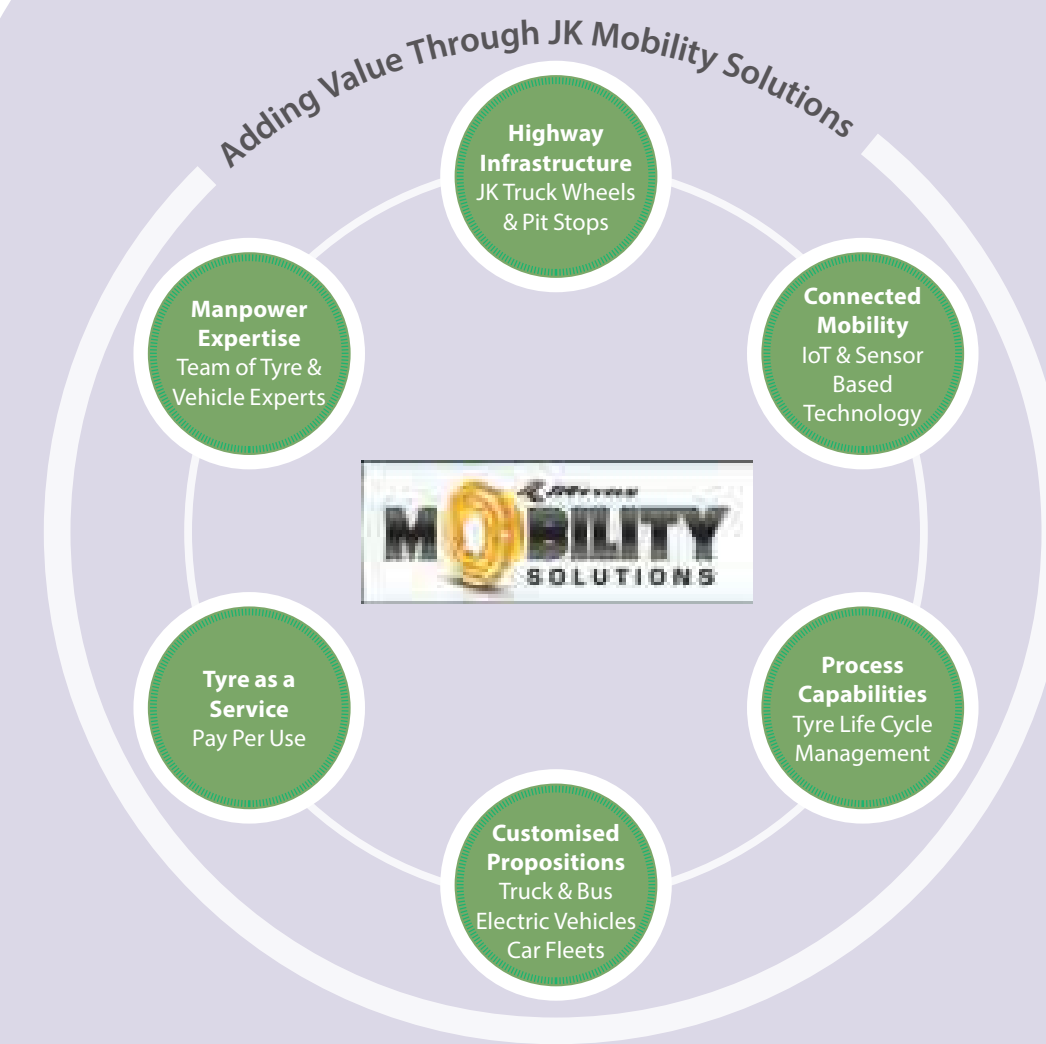 Adding Value Through JK Mobility Solutions
Highway
Infrastructure
JK Truck Wheels
& Pit Stops
Connected
Mobility
IoT & Sensor
Based
Technology
Process
Capabilities
Tyre Life Cycle
Management
Customised
Propositions
Truck & Bus
Electric Vehicles
Car Fleets
Tyre as a
Service
Pay Per Use
Manpower
Expertise
Team of Tyre &
Vehicle Experts
MOBILITY
SOLUTIONS